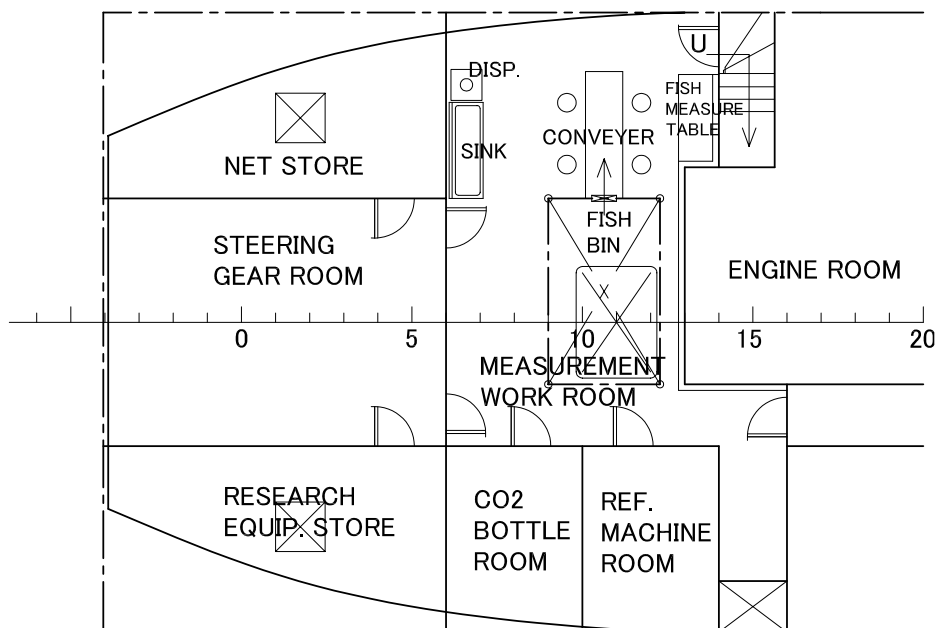 U
DISP.
FISH
MEASURE
TABLE
CONVEYER
SINK
NET STORE
FISH
BIN
STEERING
GEAR ROOM
ENGINE ROOM
0 5 10 15 20
MEASUREMENT
WORK ROOM
RESEARCH
EQUIP. STORE
CO2
BOTTLE
ROOM
REF.
MACHINE
ROOM